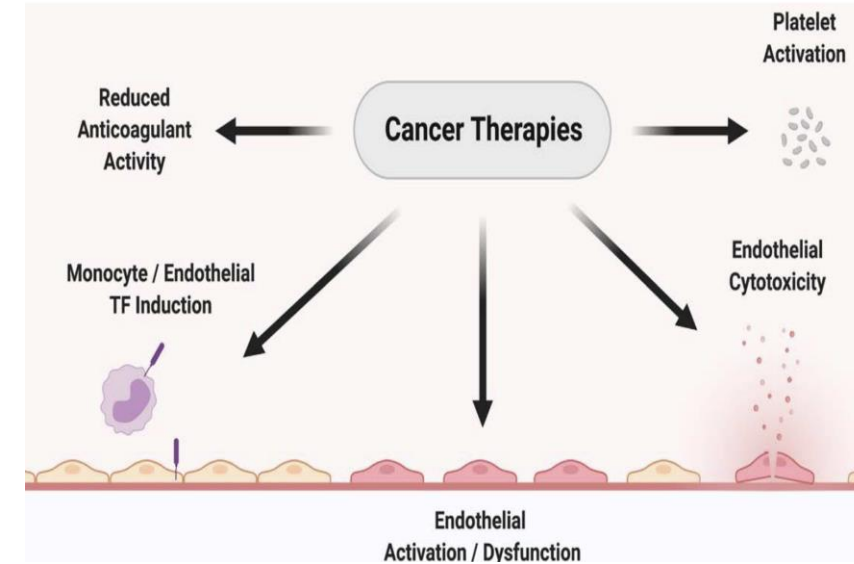 Platelet
Activation
Cancer Therapies
Reduced
Anticoagulant
Activity
Monocyte / Endothelial
TF Induction
Endothelial
Cytotoxicity
Endothelial
Activation / Dysfunction